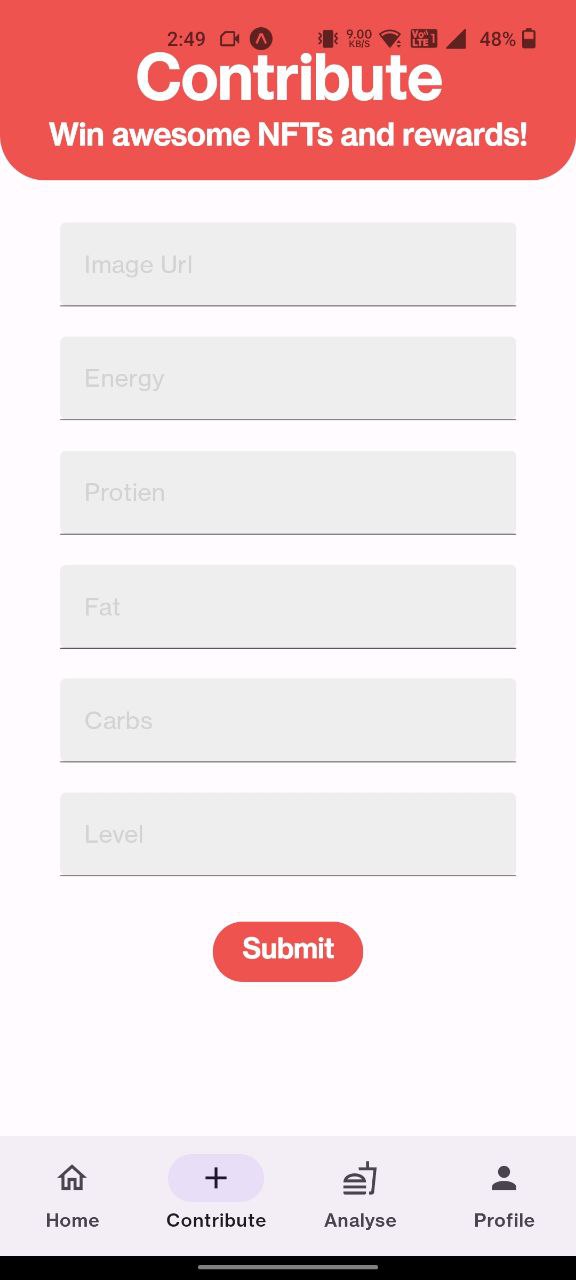 2:49 9.00 KB/S Vo LTE 1 48%
Contribute
Win awesome NFTs and rewards!
Image Url
Energy
Protien
Fat
Carbs
Level
Submit
Home Contribute Analyse Profile